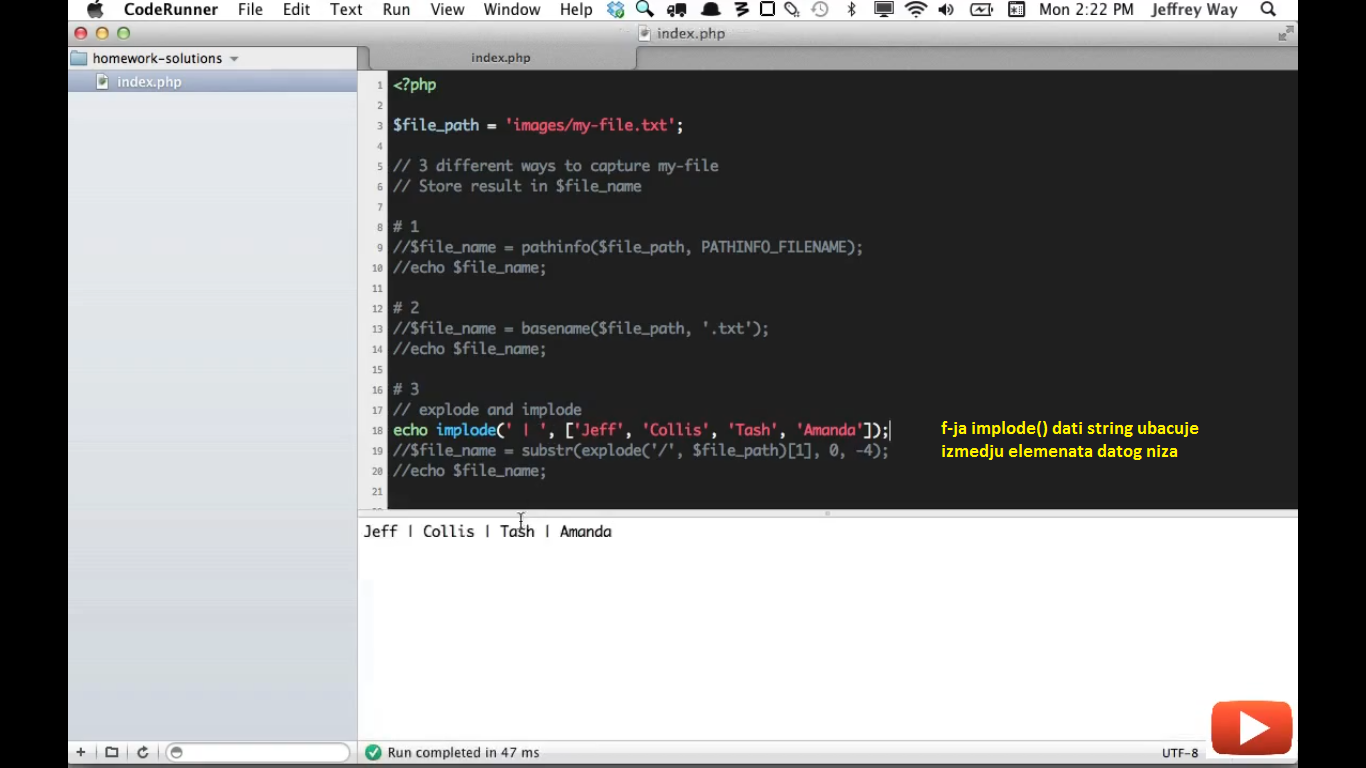 CodeRunner File Edit Text Run View Window Help Mon 2:22 PM Jeffrey Way
index.php
homework-solutions
index.php
index.php
1 <?php
2
3 $file_path = 'images/my-file.txt';
4
5 // 3 different ways to capture my-file
6 // Store result in $file_name
7
8 # 1
9 //$file_name = pathinfo($file_path, PATHINFO_FILENAME);
10 //echo $file_name;
11
12 # 2
13 //$file_name = basename($file_path, '.txt');
14 //echo $file_name;
15
16 # 3
17 // explode and implode
18 echo implode(' | ', ['Jeff', 'Collis', 'Tash', 'Amanda']);
19 //$file_name = substr(explode('/', $file_path)[1], 0, -4);
20 //echo $file_name;
21
f-ja implode() dati string ubacuje
izmedju elemenata datog niza
Jeff | Collis | Tash | Amanda
Run completed in 47 ms
UTF-8